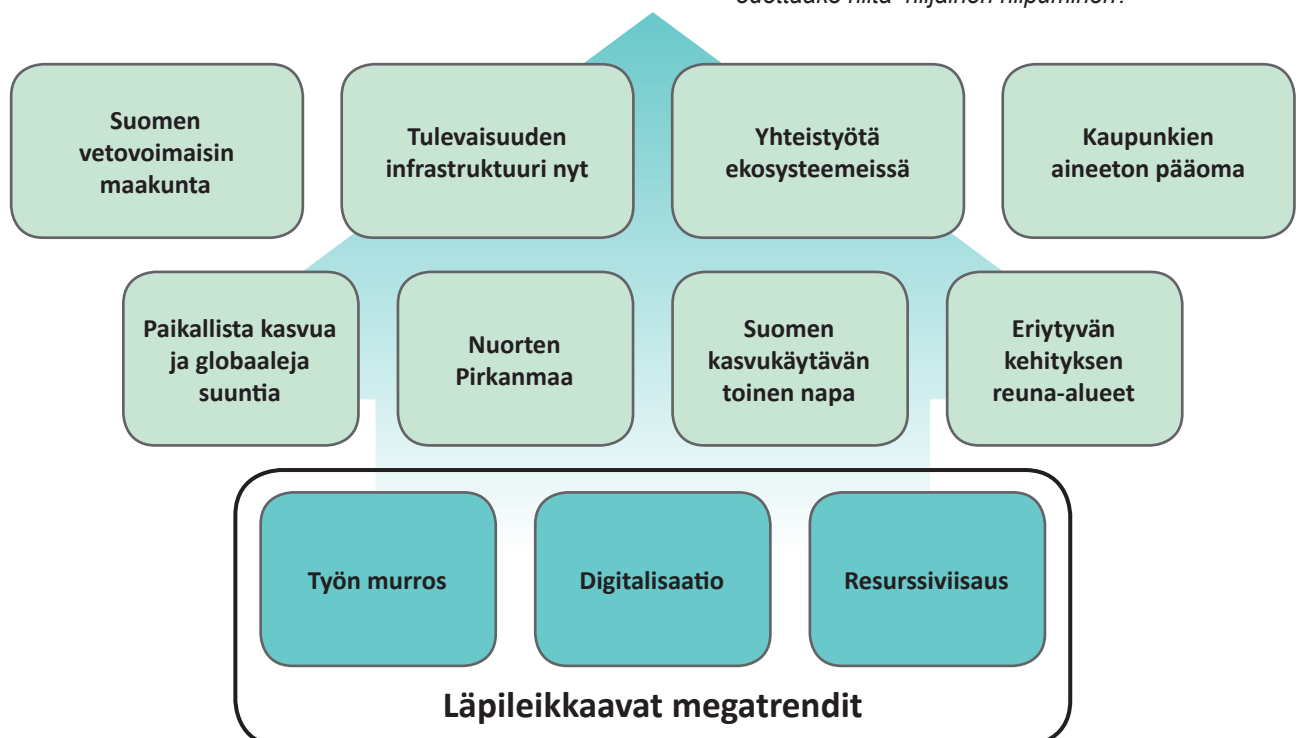 Suomen
vetovoimaisin
maakunta
Tulevaisuuden
infrastruktuuri nyt
Yhteistyötä
ekosysteemeissä
Kaupunkien
aineeton pääoma
Paikallista kasvua
ja globaaleja
suuntia
Nuorten
Pirkanmaa
Suomen
kasvukäytävän
toinen napa
Eriytyvän
kehityksen
reuna-alueet
Työn murros
Digitalisaatio
Resurssiviisaus
Läpileikkaavat megatrendit